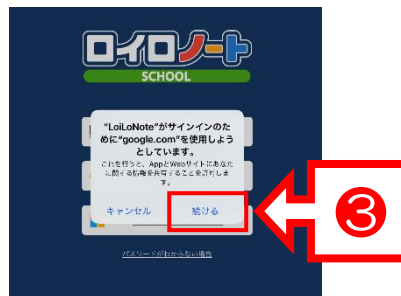 ロイロノート
SCHOOL
"LoiLoNote"がサインインのた
めに"google.com"を使用しよう
としています。
これを行うと、AppとWebサイトにあなた
に関する情報を共有することを許可しま
す。
キャンセル
続ける
パスワードがわからない場合
③